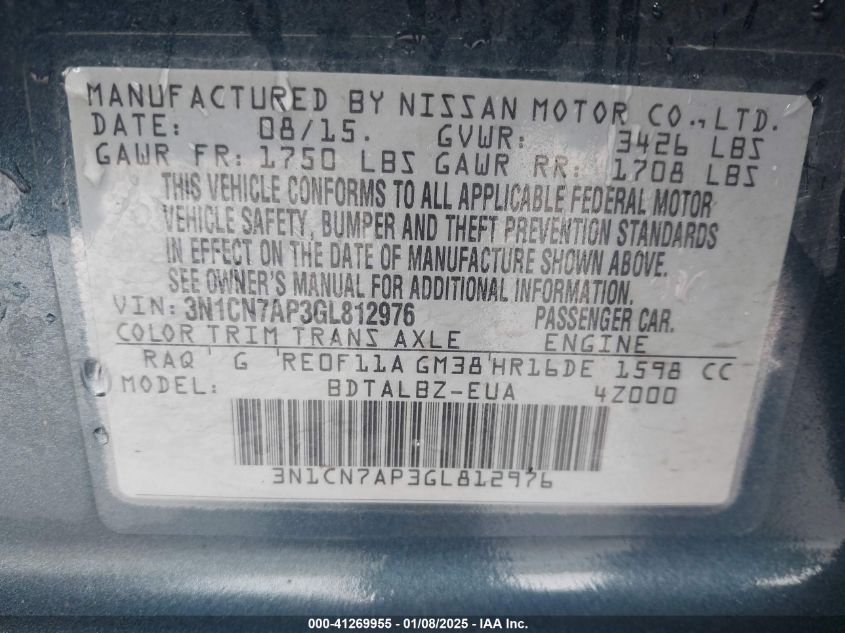 MANUFACTURED BY NISSAN MOTOR CO.,LTD.
DATE: 08/15. GVWR: 3426 LBS
GAWR FR: 1750 LBS GAWR RR: 1708 LBS
THIS VEHICLE CONFORMS TO ALL APPLICABLE FEDERAL MOTOR
VEHICLE SAFETY, BUMPER AND THEFT PREVENTION STANDARDS
IN EFFECT ON THE DATE OF MANUFACTURE SHOWN ABOVE.
SEE OWNER'S MANUAL FOR ADDITIONAL INFORMATION.
VIN: 3N1CN7AP3GL812976 PASSENGER CAR.
COLOR TRIM TRANS AXLE ENGINE
RAQ G RE0F11A GM38 HR16DE 1598 CC
MODEL: BDTALBZ-EUA 4Z000
3N1CN7AP3GL812976
000-41269955 - 01/08/2025 - IAA Inc.